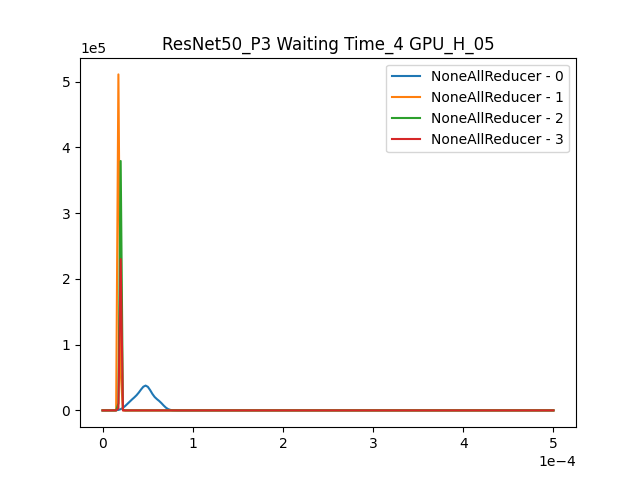 ResNet50_P3 Waiting Time_4 GPU_H_05
1e5
NoneAllReducer - 0
NoneAllReducer - 1
NoneAllReducer - 2
NoneAllReducer - 3
5
4
3
2
1
0
0 1 2 3 4 5
1e−4